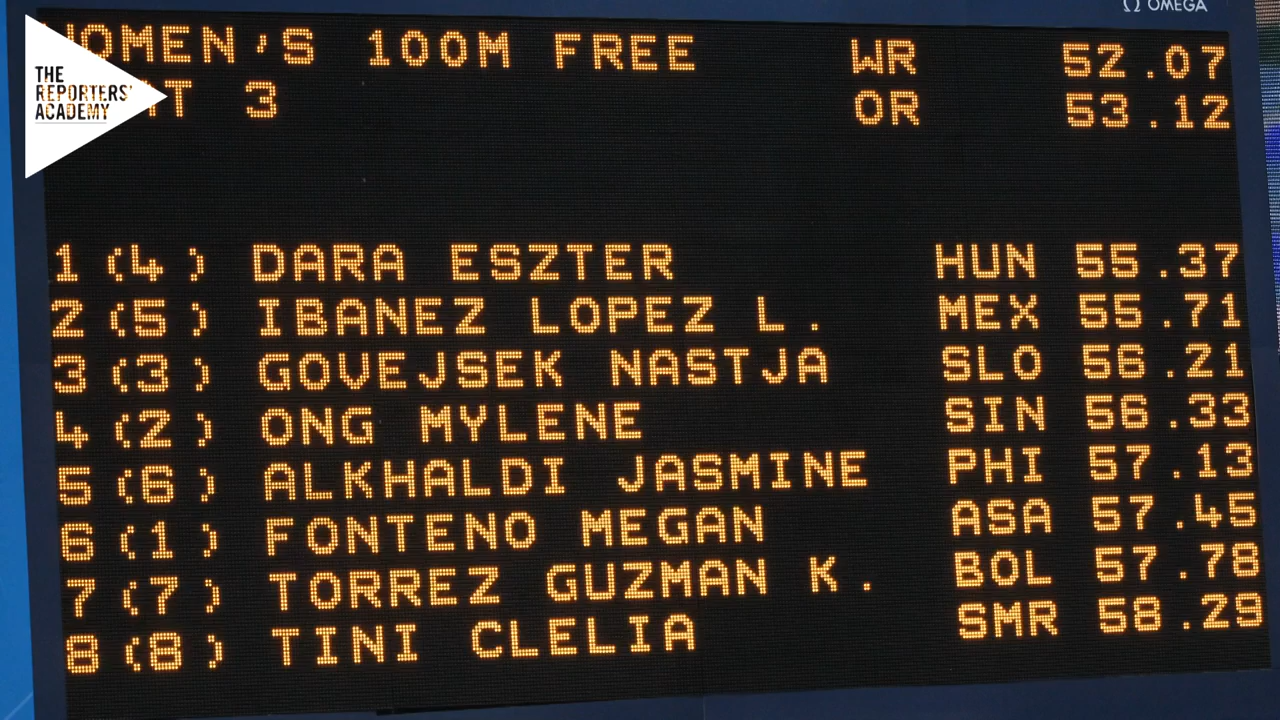 Ω OMEGA
WOMEN'S 100M FREE WR 52.07
3 OR 53.12
THE REPORTERS' ACADEMY
1 (4 ) DARA ESZTER HUN 55.37
2 (5 ) IBANEZ LOPEZ L. MEX 55.71
3 (3 ) GOVEJSEK NASTJA SLO 56.21
4 (2 ) ONG MYLENE SIN 56.33
5 (6 ) ALKHALDI JASMINE PHI 57.13
6 (1 ) FONTENO MEGAN ASA 57.45
7 (7 ) TORREZ GUZMAN K. BOL 57.78
8 (8 ) TINI CLELIA SMR 58.29